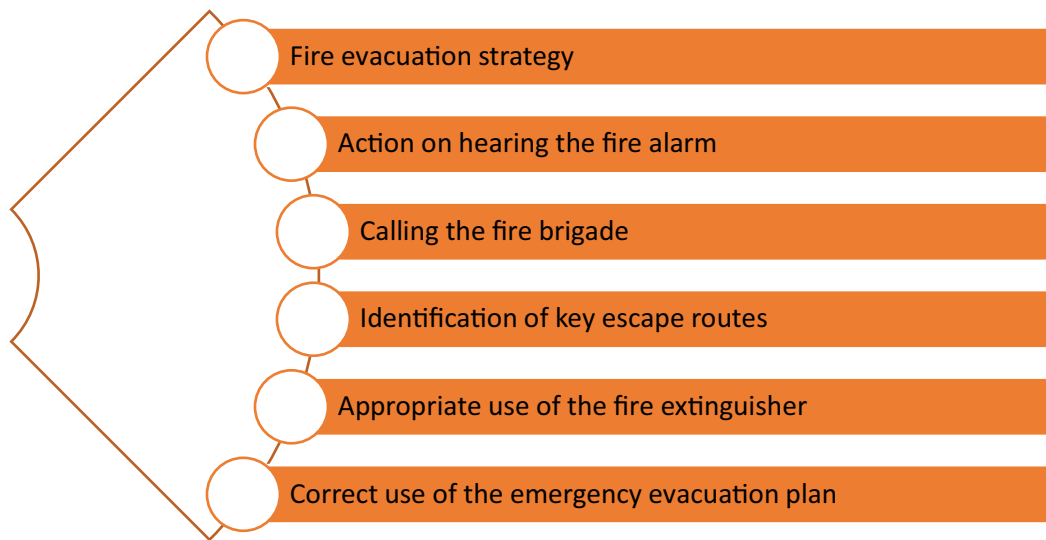 Fire evacuation strategy
Action on hearing the fire alarm
Calling the fire brigade
Identification of key escape routes
Appropriate use of the fire extinguisher
Correct use of the emergency evacuation plan